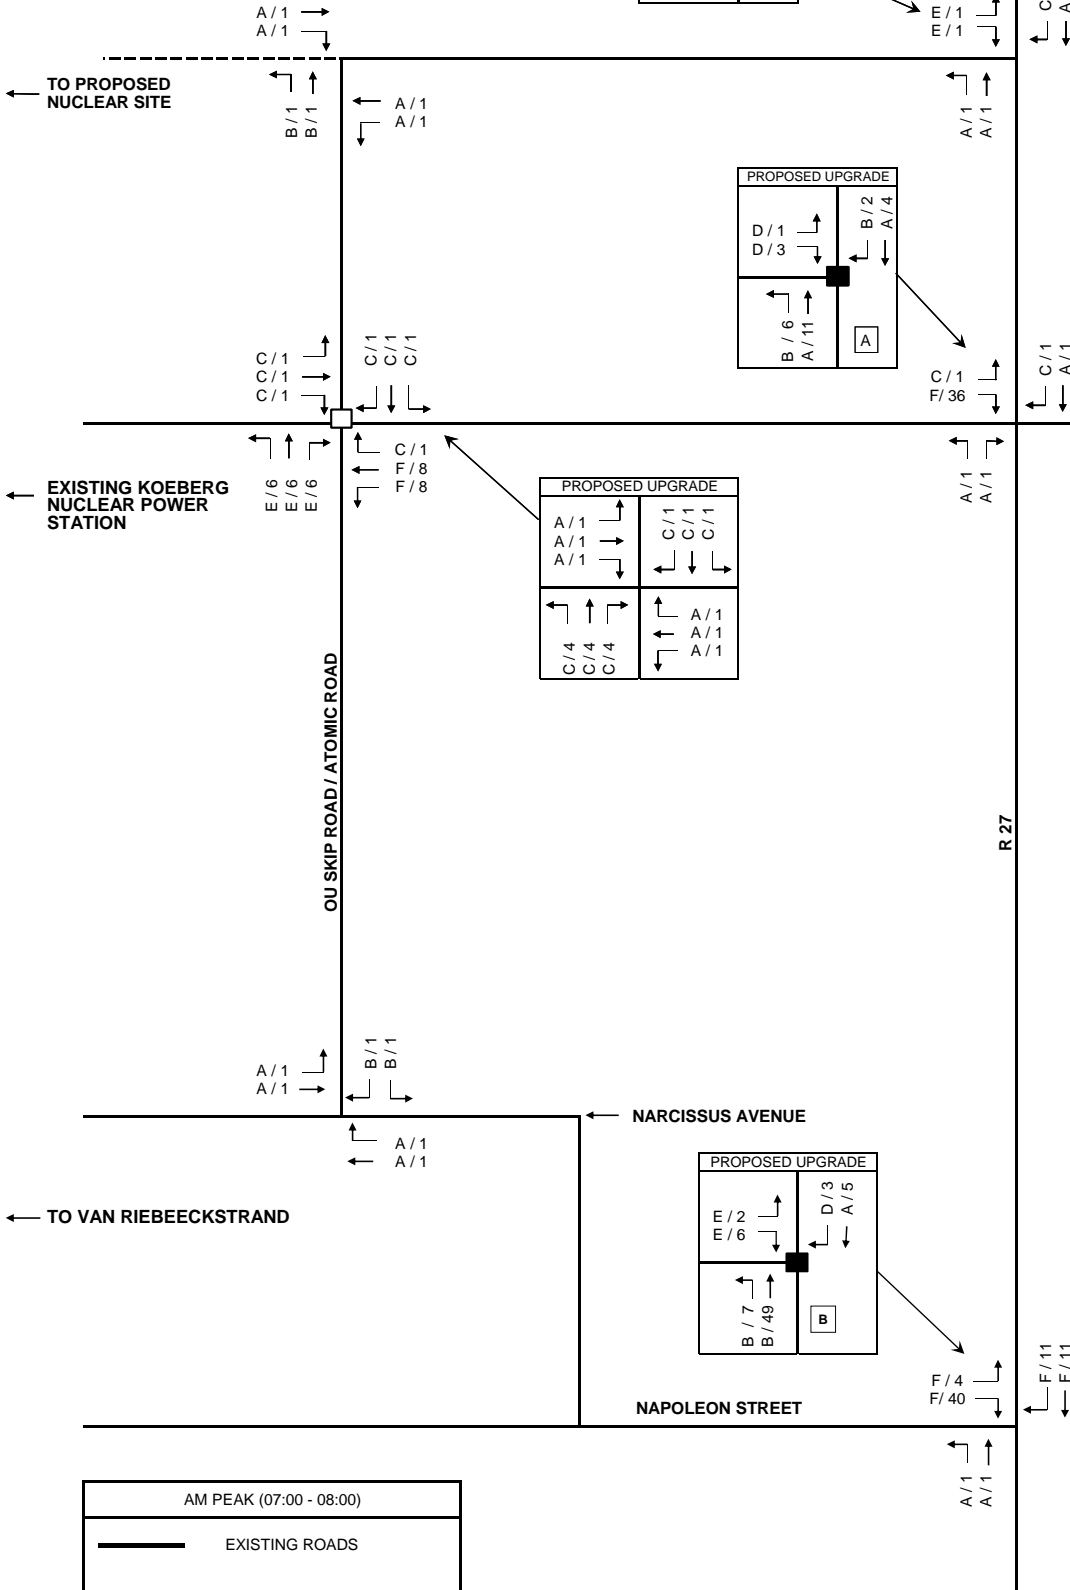 A / 1
A / 1
E / 1
E / 1
C
A
TO PROPOSED
NUCLEAR SITE
B / 1
B / 1
A / 1
A / 1
A / 1
A / 1
PROPOSED UPGRADE
D / 1
D / 3
B / 2
A / 4
B / 6
A / 11
A
C / 1
C / 1
C / 1
C / 1
C / 1
C / 1
C / 1
F / 36
C / 1
A / 1
E / 6
E / 6
E / 6
C / 1
F / 8
F / 8
A / 1
A / 1
EXISTING KOEBERG
NUCLEAR POWER
STATION
PROPOSED UPGRADE
A / 1
A / 1
A / 1
C / 1
C / 1
C / 1
C / 4
C / 4
C / 4
A / 1
A / 1
A / 1
OU SKIP ROAD / ATOMIC ROAD
R 27
A / 1
A / 1
B / 1
B / 1
NARCISSUS AVENUE
A / 1
A / 1
PROPOSED UPGRADE
E / 2
E / 6
D / 3
A / 5
B / 7
B / 49
B
TO VAN RIEBEECKSTRAND
F / 4
F / 40
F / 11
F / 11
NAPOLEON STREET
A / 1
A / 1
AM PEAK (07:00 - 08:00)
EXISTING ROADS